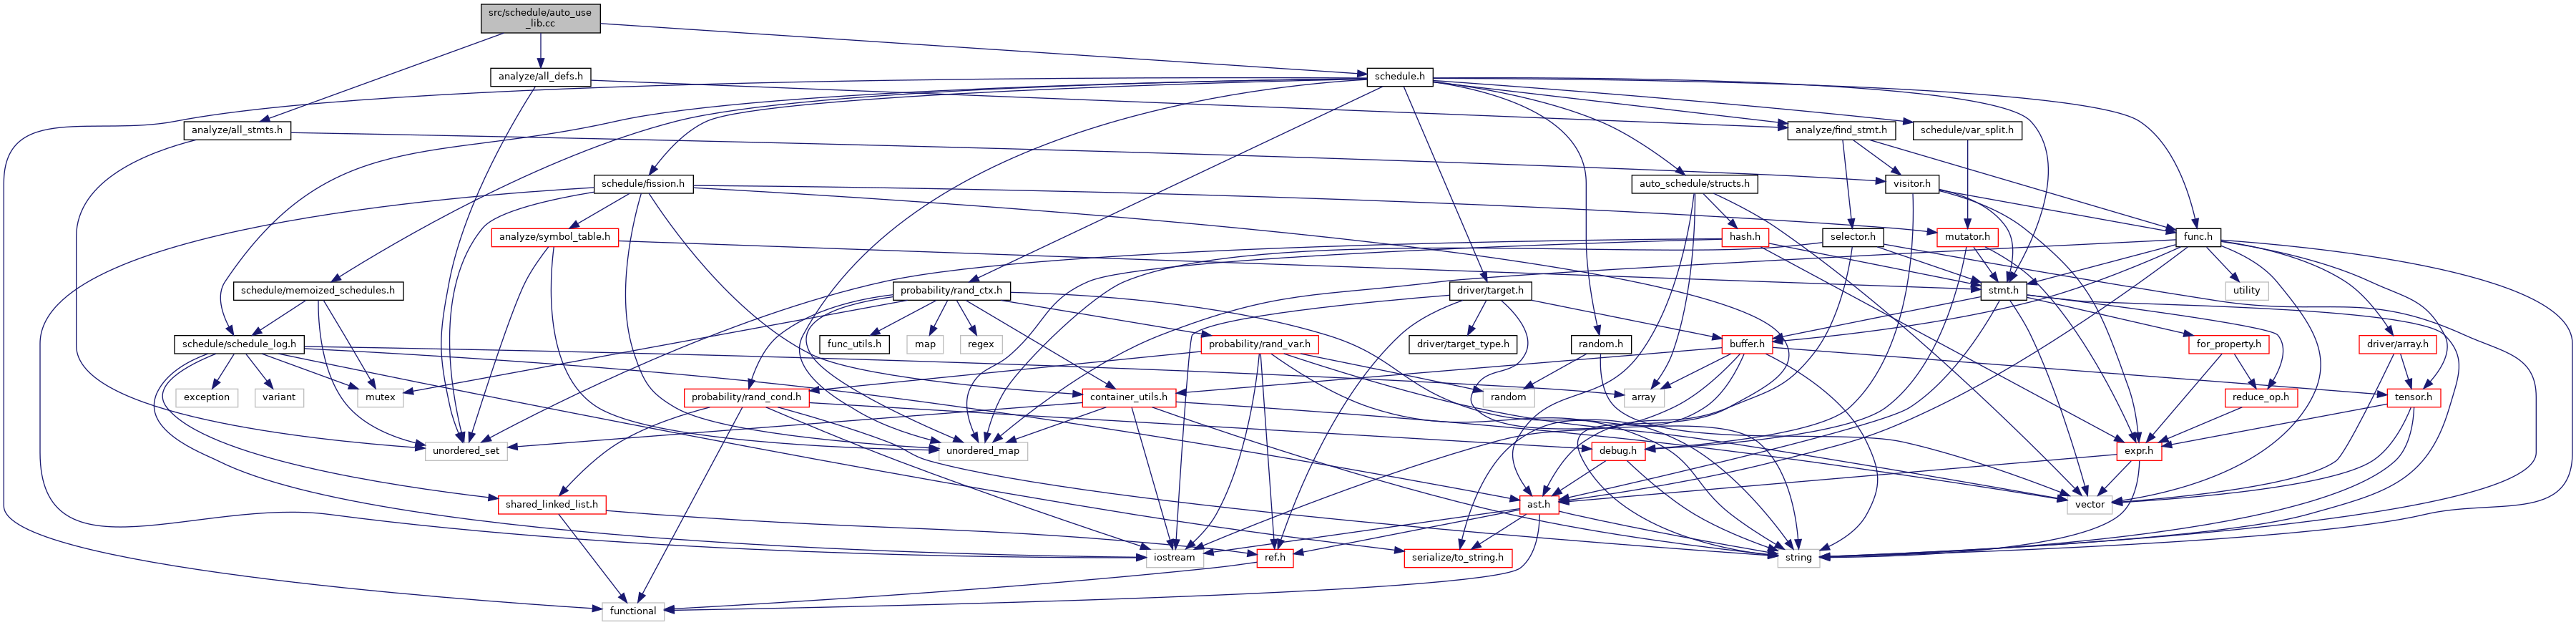 src/schedule/auto_use
_lib.cc
analyze/all_defs.h
schedule.h
analyze/all_stmts.h
analyze/find_stmt.h
schedule/var_split.h
schedule/fission.h
auto_schedule/structs.h
visitor.h
analyze/symbol_table.h
hash.h
selector.h
mutator.h
func.h
schedule/memoized_schedules.h
probability/rand_ctx.h
driver/target.h
stmt.h
utility
schedule/schedule_log.h
func_utils.h
map
regex
probability/rand_var.h
driver/target_type.h
random.h
buffer.h
for_property.h
driver/array.h
exception
variant
mutex
probability/rand_cond.h
container_utils.h
random
array
reduce_op.h
tensor.h
unordered_set
unordered_map
debug.h
expr.h
shared_linked_list.h
ast.h
vector
iostream
ref.h
serialize/to_string.h
string
functional